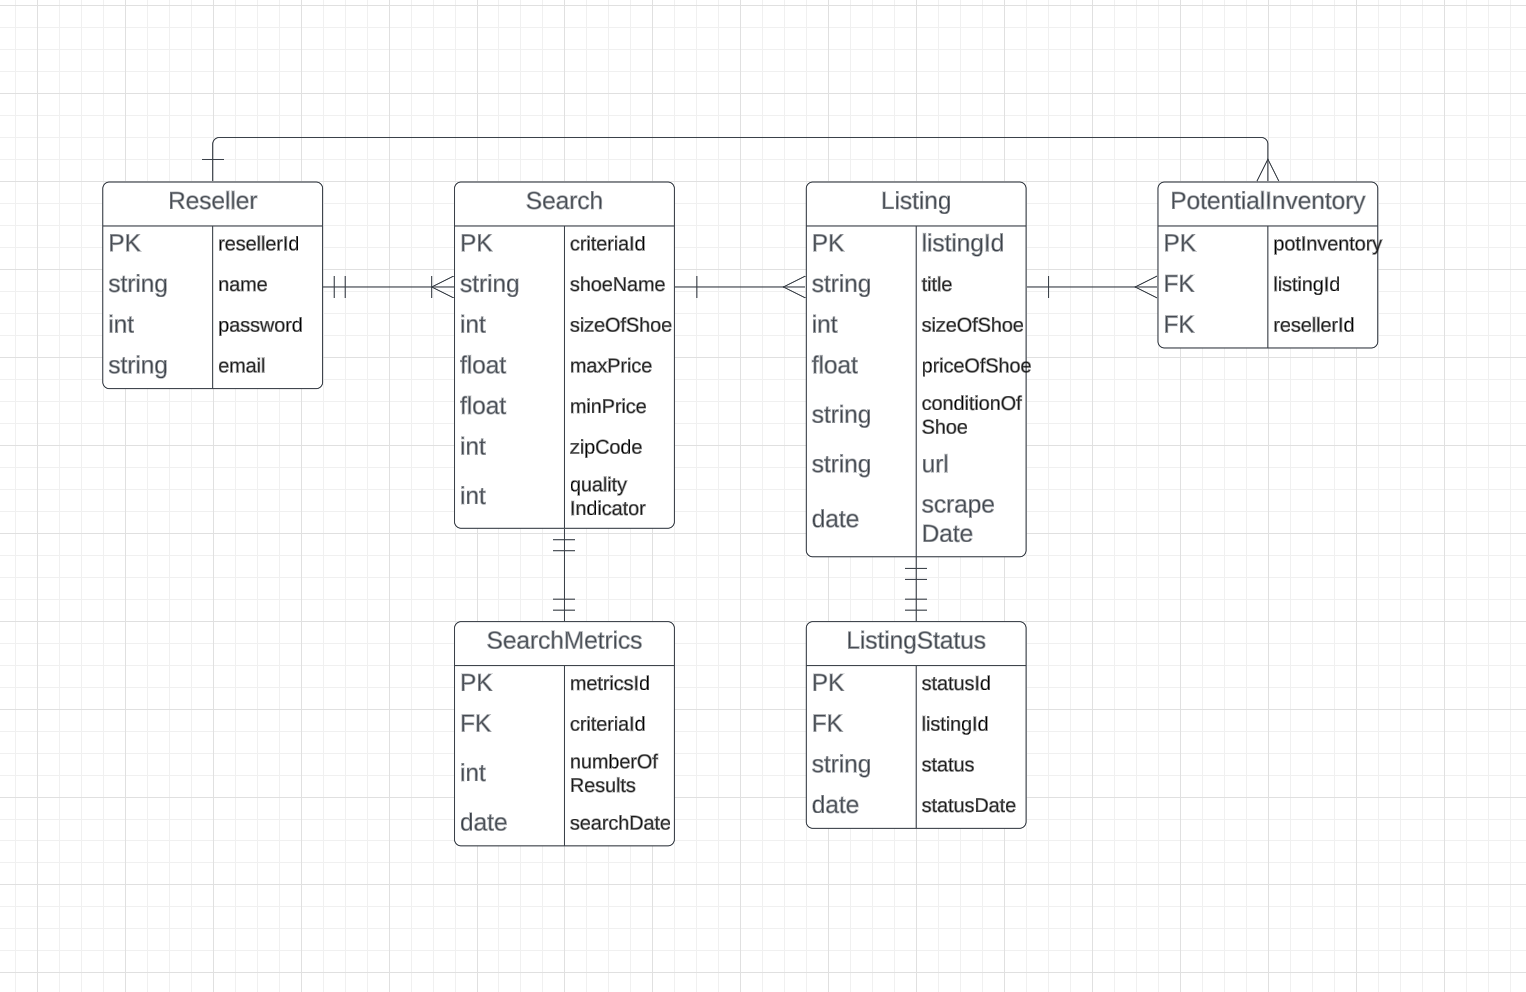 Reseller
PK resellerId
string name
int password
string email
Search
PK criteriaId
string shoeName
int sizeOfShoe
float maxPrice
float minPrice
int zipCode
int quality
Indicator
Listing
PK listingId
string title
int sizeOfShoe
float priceOfShoe
string conditionOf
Shoe
string url
date scrape
Date
PotentialInventory
PK potInventory
FK listingId
FK resellerId
SearchMetrics
PK metricsId
FK criteriaId
int numberOf
Results
date searchDate
ListingStatus
PK statusId
FK listingId
string status
date statusDate